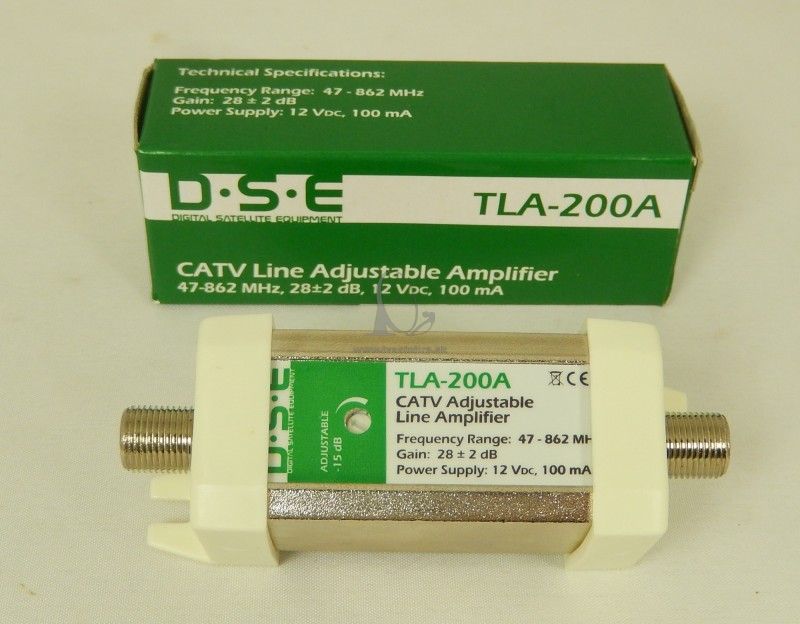 Technical Specifications:
Frequency Range: 47 - 862 MHz
Gain: 28 ± 2 dB
Power Supply: 12 VDC, 100 mA
D·S·E
DIGITAL SATELLITE EQUIPMENT
TLA-200A
CATV Line Adjustable Amplifier
47-862 MHz, 28±2 dB, 12 VDC, 100 mA
D·S·E
DIGITAL SATELLITE EQUIPMENT
ADJUSTABLE
-15 dB
TLA-200A
CE
CATV Adjustable
Line Amplifier
Frequency Range: 47 - 862 MH
Gain: 28 ± 2 dB
Power Supply: 12 VDC, 100 mA